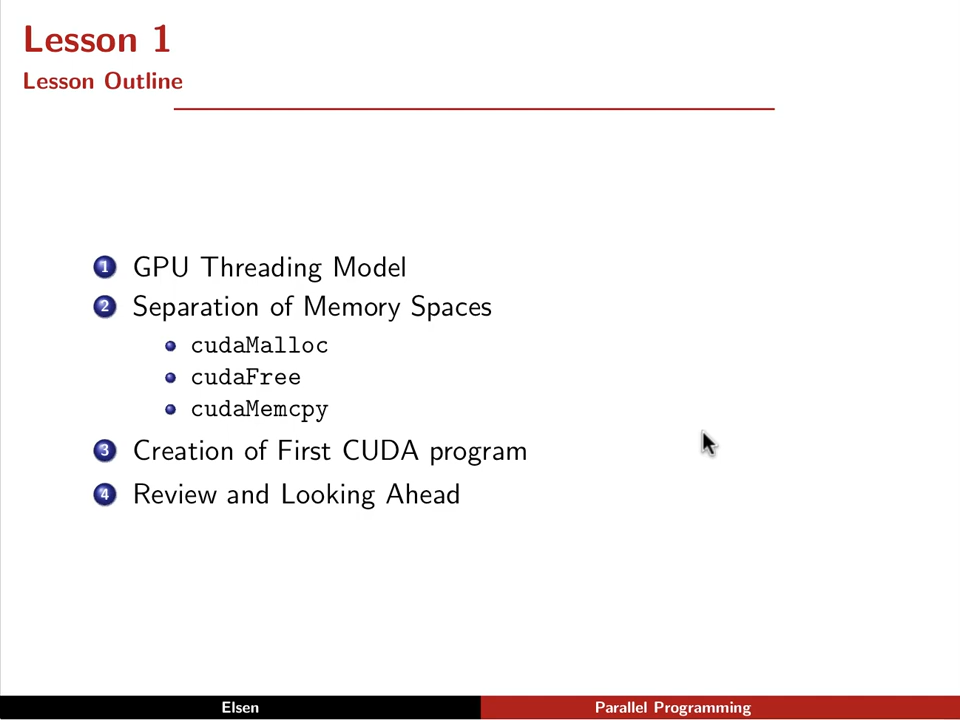 Lesson 1
Lesson Outline
1 GPU Threading Model
2 Separation of Memory Spaces
cudaMalloc
cudaFree
cudaMemcpy
3 Creation of First CUDA program
4 Review and Looking Ahead
Elsen
Parallel Programming